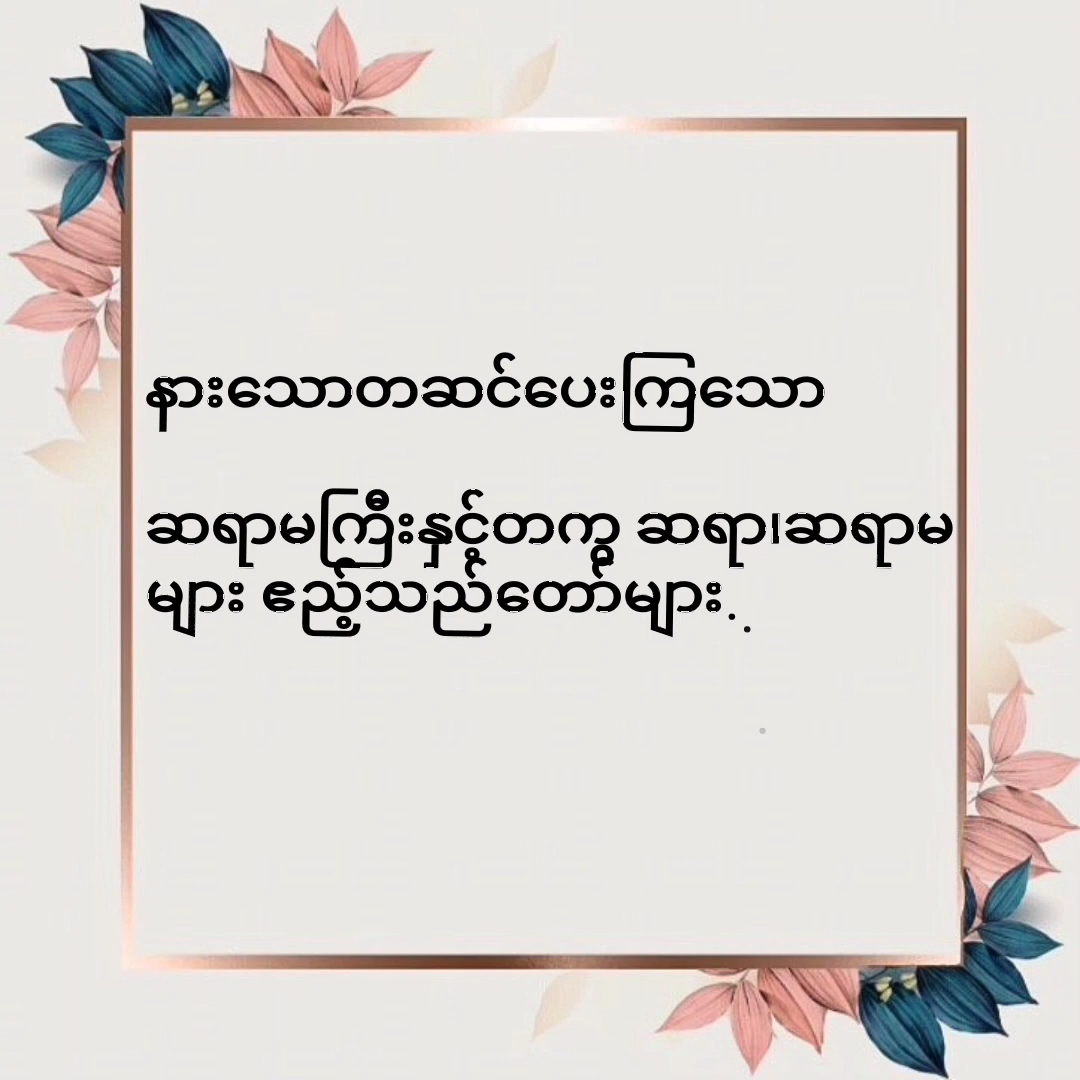 နားသောတဆင်ပေးကြသော
ဆရာမကြီးနှင့်တကွ ဆရာ၊ဆရာမ
များ ဧည့်သည်တော်များ..